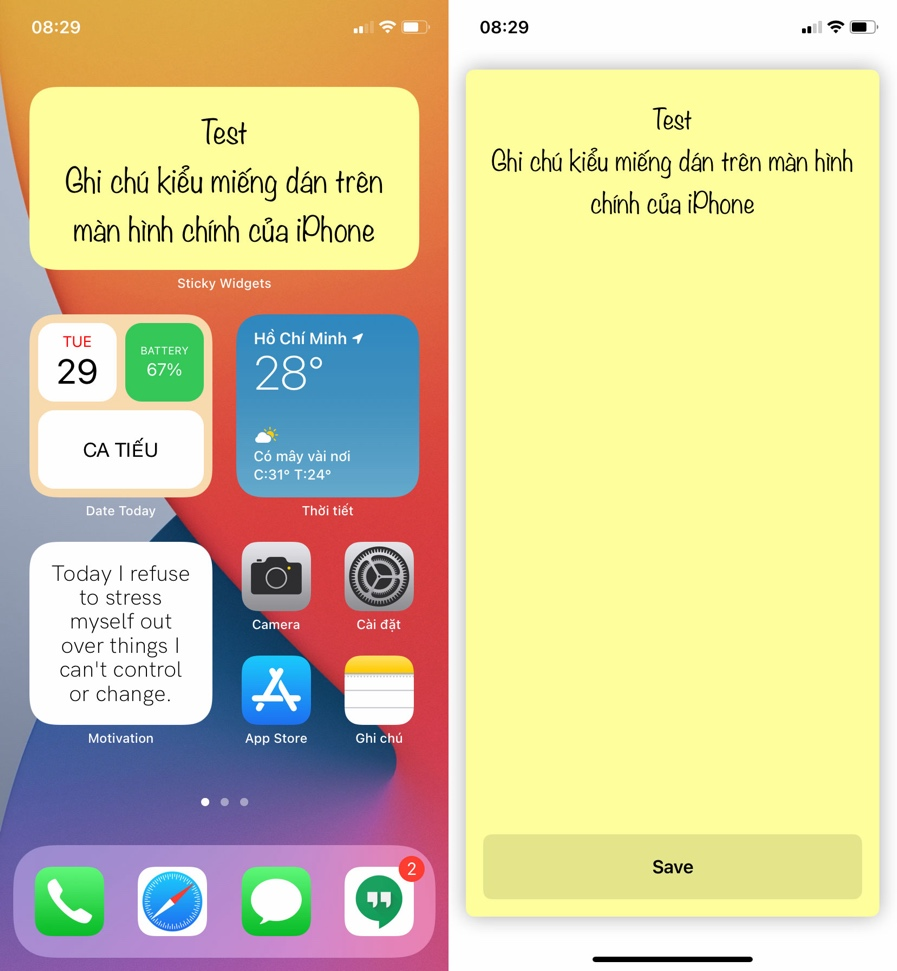 08:29
Test
Ghi chú kiểu miếng dán trên
màn hình chính của iPhone
Sticky Widgets
TUE
29
BATTERY
67%
CA TIẾU
Date Today
Hồ Chí Minh
28°
Có mây vài nơi
C:31° T:24°
Thời tiết
Today I refuse
to stress
myself out
over things I
can't control
or change.
Motivation
Camera
Cài đặt
App Store
Ghi chú
2
08:29
Test
Ghi chú kiểu miếng dán trên màn hình
chính của iPhone
Save